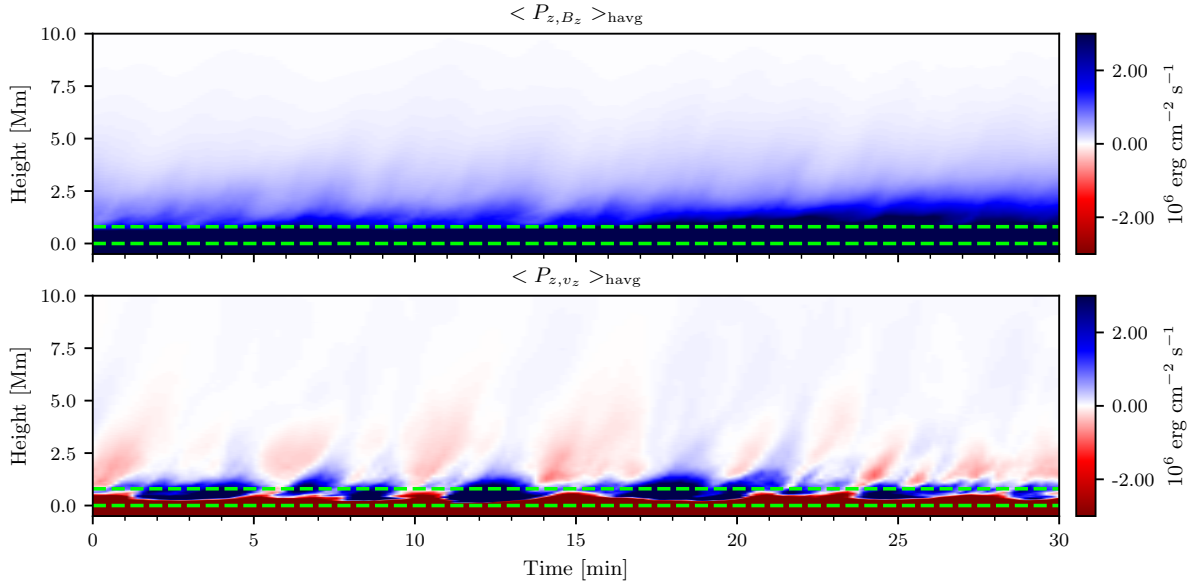 < P_{z,B_z} >_{havg}
10.0
7.5
5.0
2.5
0.0
Height [Mm]
2.00
0.00
-2.00
10^6 erg cm^{-2} s^{-1}
< P_{z,v_z} >_{havg}
10.0
7.5
5.0
2.5
0.0
Height [Mm]
2.00
0.00
-2.00
10^6 erg cm^{-2} s^{-1}
0 5 10 15 20 25 30
Time [min]